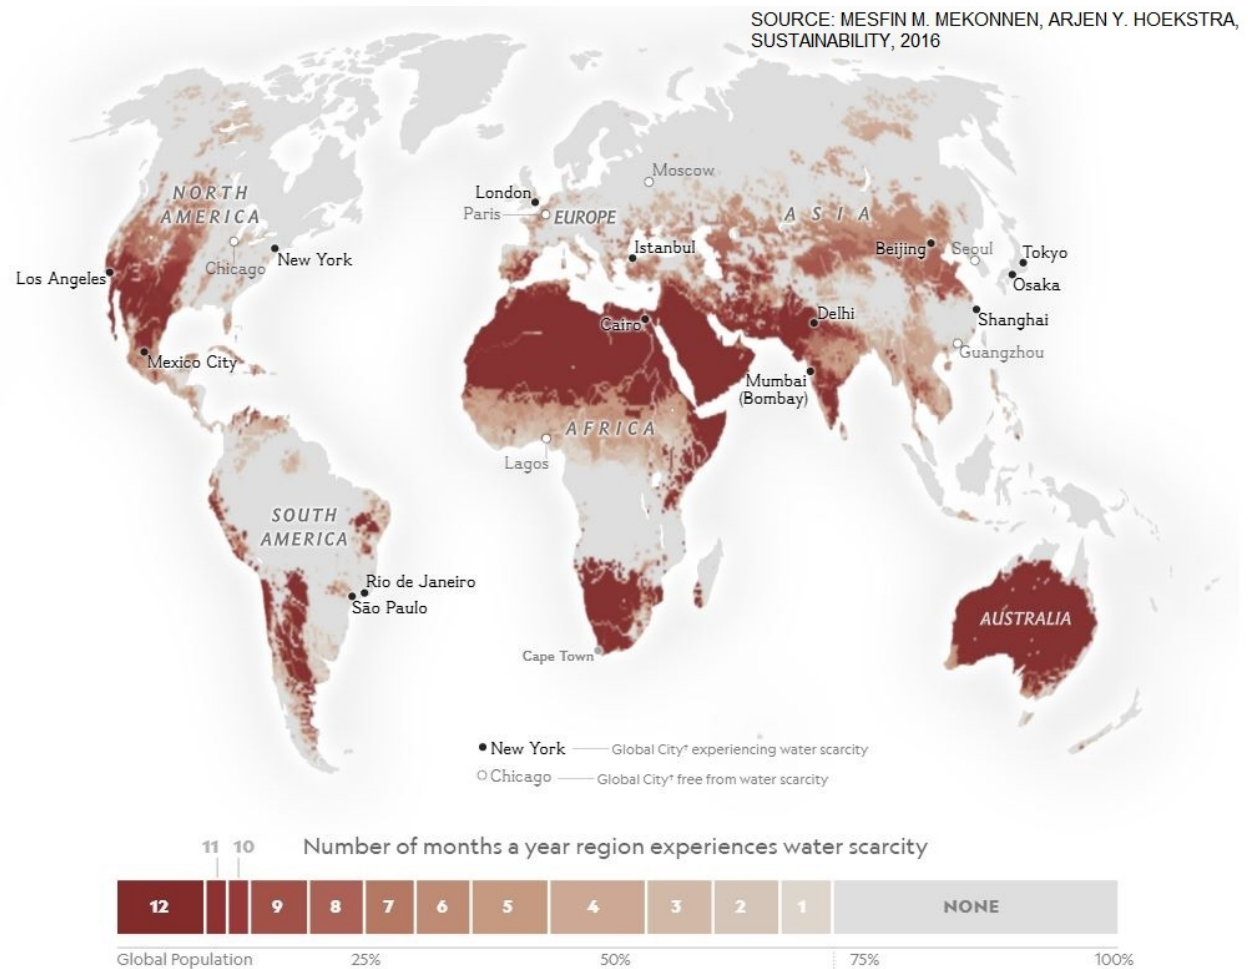 SOURCE: MESFIN M. MEKONNEN, ARJEN Y. HOEKSTRA,
SUSTAINABILITY, 2016
Moscow
NORTH
AMERICA
London
Paris
EUROPE
ASIA
Istanbul
Beijing
Seoul
Tokyo
New York
Chicago
Los Angeles
Osaka
Delhi
Shanghai
Cairo
Guangzhou
Mexico City
Mumbai
(Bombay)
AFRICA
Lagos
SOUTH
AMERICA
Rio de Janeiro
São Paulo
AUSTRALIA
Cape Town
New York Global City† experiencing water scarcity
Chicago Global City† free from water scarcity
11 10 Number of months a year region experiences water scarcity
12 9 8 7 6 5 4 3 2 1 NONE
Global Population 25% 50% 75% 100%